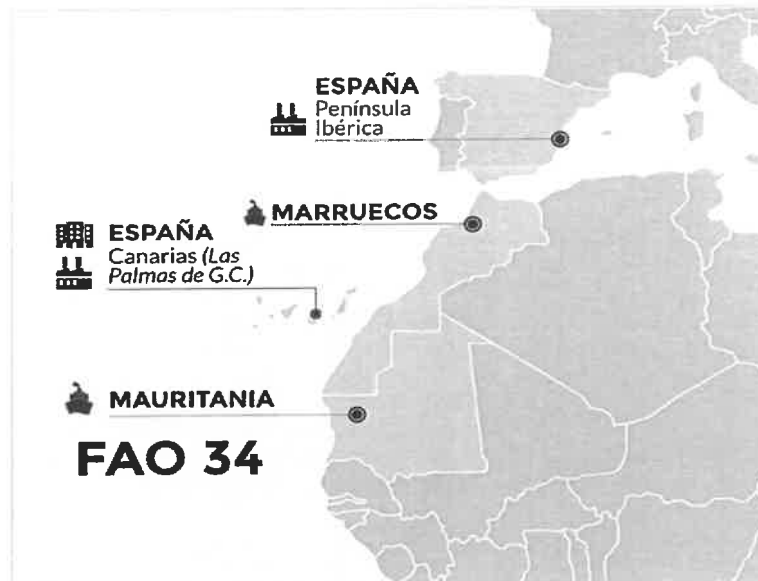 ESPAÑA
Península
Ibérica
MARRUECOS
ESPAÑA
Canarias (Las
Palmas de G.C.)
MAURITANIA
FAO 34